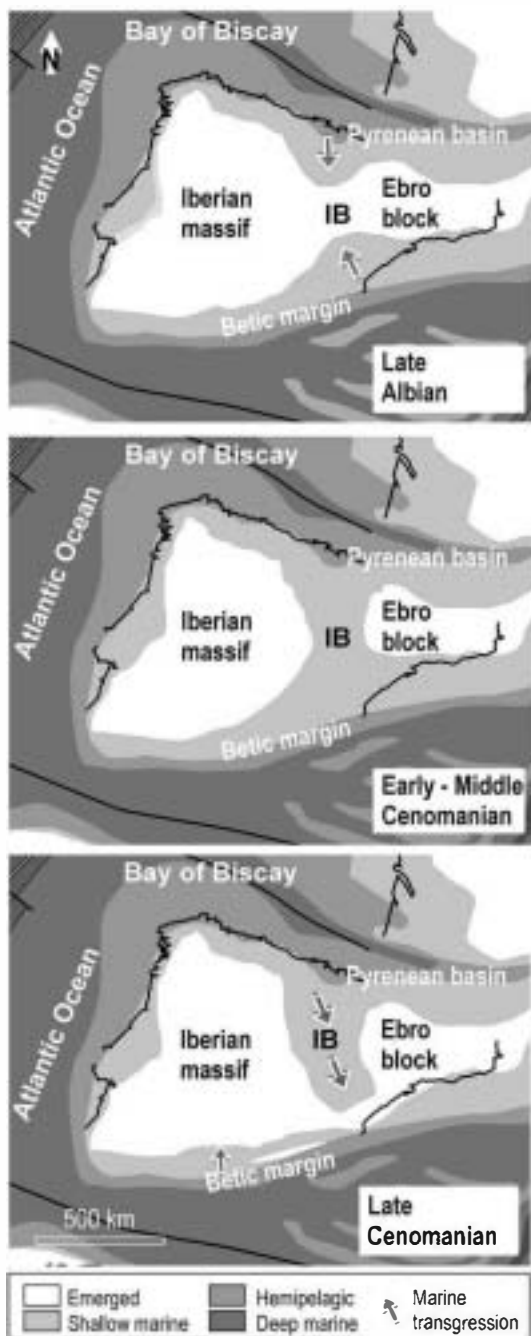 Bay of Biscay
N
Atlantic Ocean
Pyrenean basin
Iberian
massif
IB
Ebro
block
Betic margin
Late
Albian
Bay of Biscay
Atlantic Ocean
Pyrenean basin
Iberian
massif
IB
Ebro
block
Betic margin
Early - Middle
Cenomanian
Bay of Biscay
Atlantic Ocean
Pyrenean basin
Iberian
massif
IB
Ebro
block
Betic margin
500 km
Late
Cenomanian
Emerged
Hemipelagic
Marine
transgression
Shallow marine
Deep marine